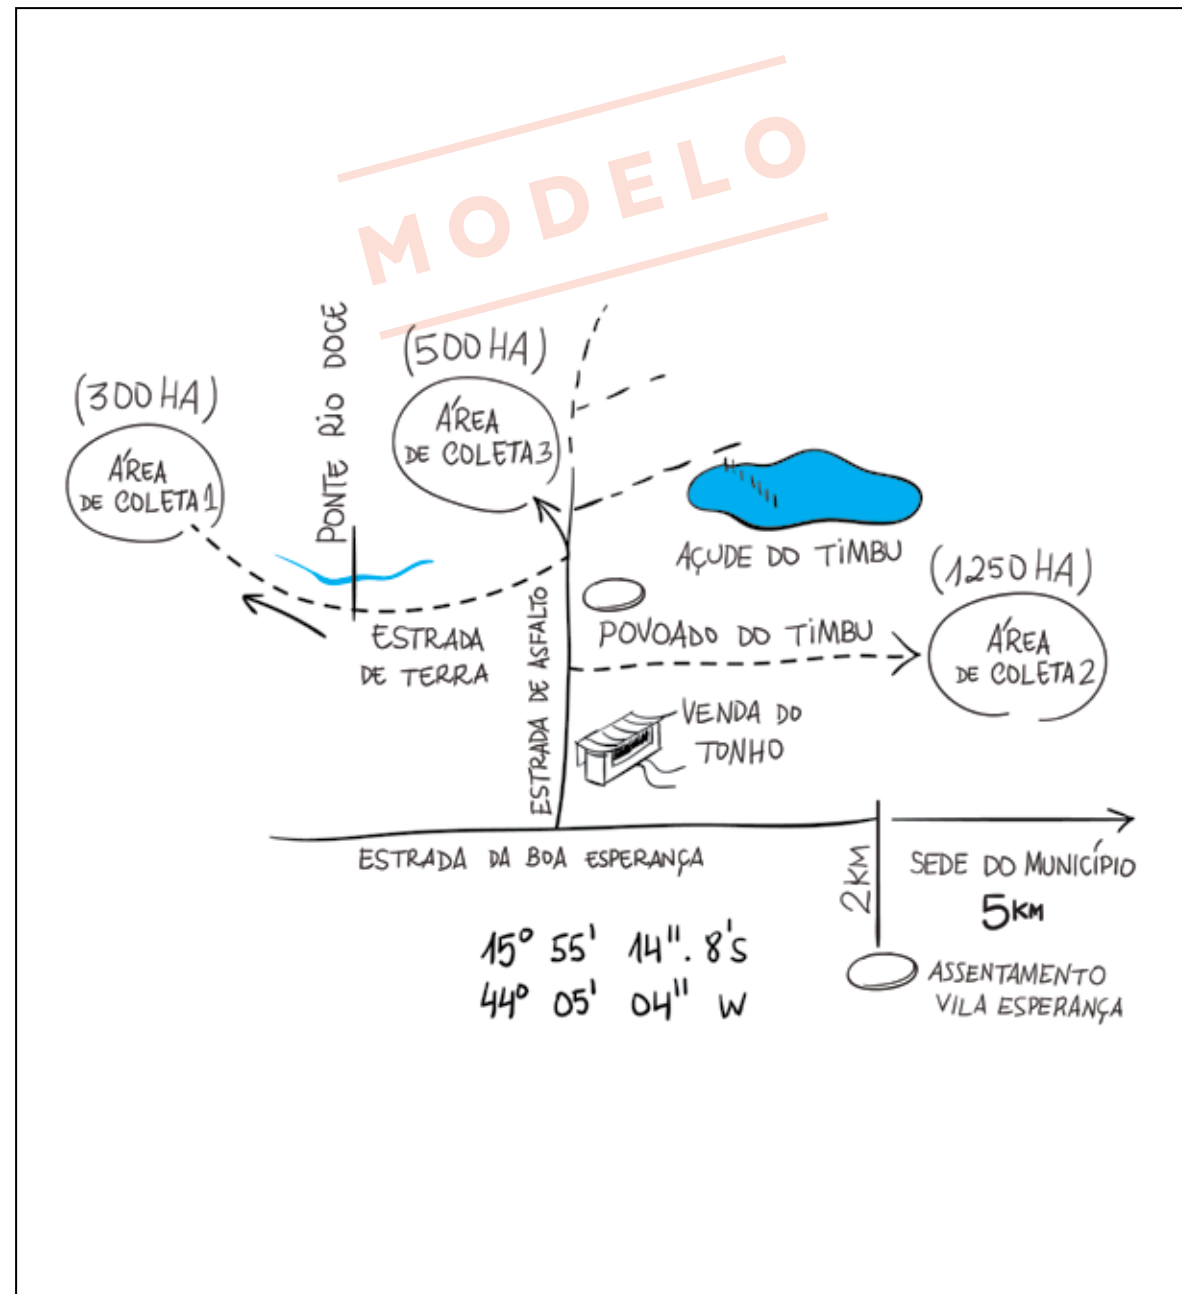 MODELO
PONTE RIO DOCE
(500 HA)
ÁREA
DE COLETA 3
(300 HA)
ÁREA
DE COLETA 1
AÇUDE DO TIMBU
(1250 HA)
ÁREA
DE COLETA 2
ESTRADA
DE TERRA
ESTRADA DE ASFALTO
POVOADO DO TIMBU
VENDA DO
TONHO
ESTRADA DA BOA ESPERANÇA
2KM
SEDE DO MUNICÍPIO
5KM
15° 55' 14". 8's
44° 05' 04" W
ASSENTAMENTO
VILA ESPERANÇA